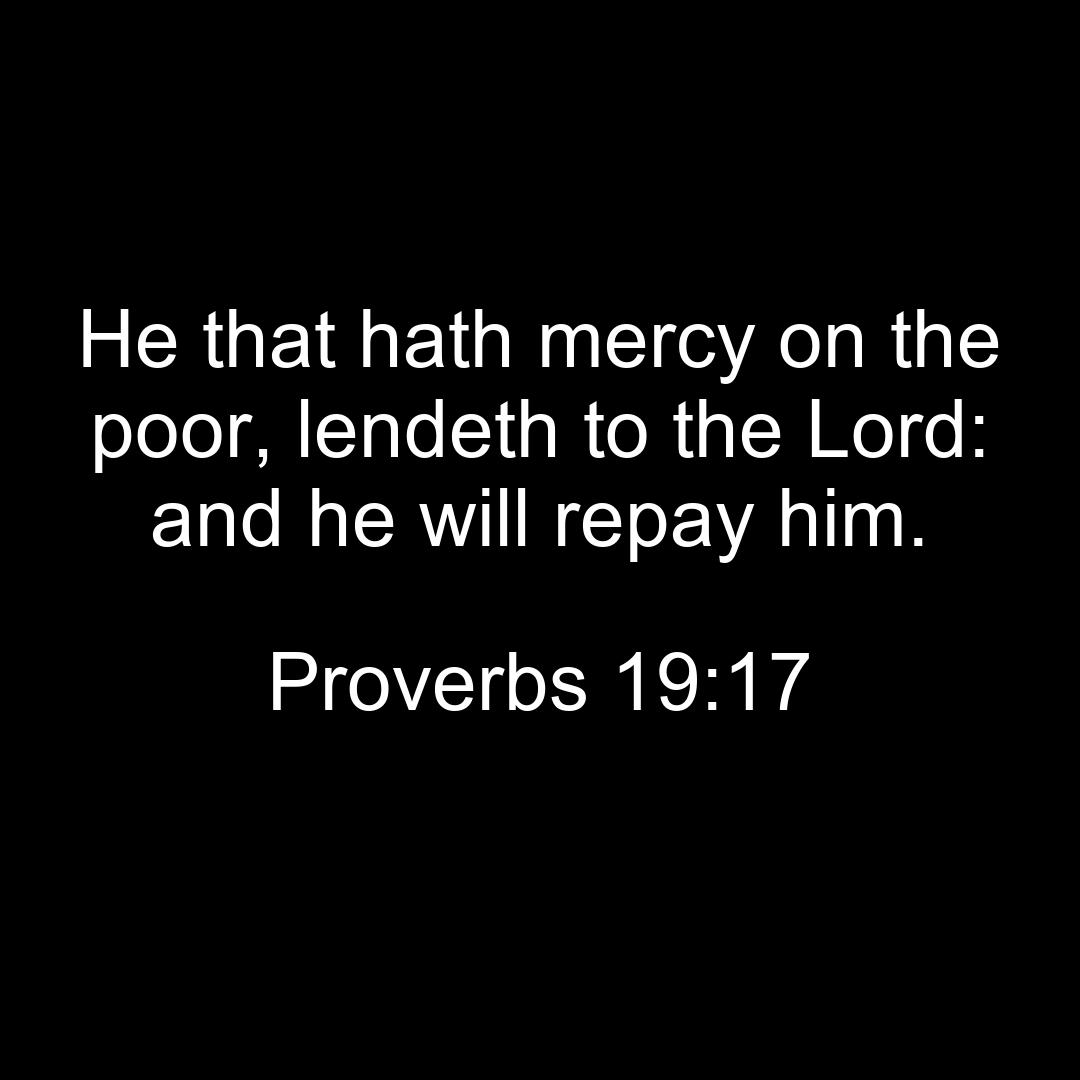 He that hath mercy on the
poor, lendeth to the Lord:
and he will repay him.
Proverbs 19:17